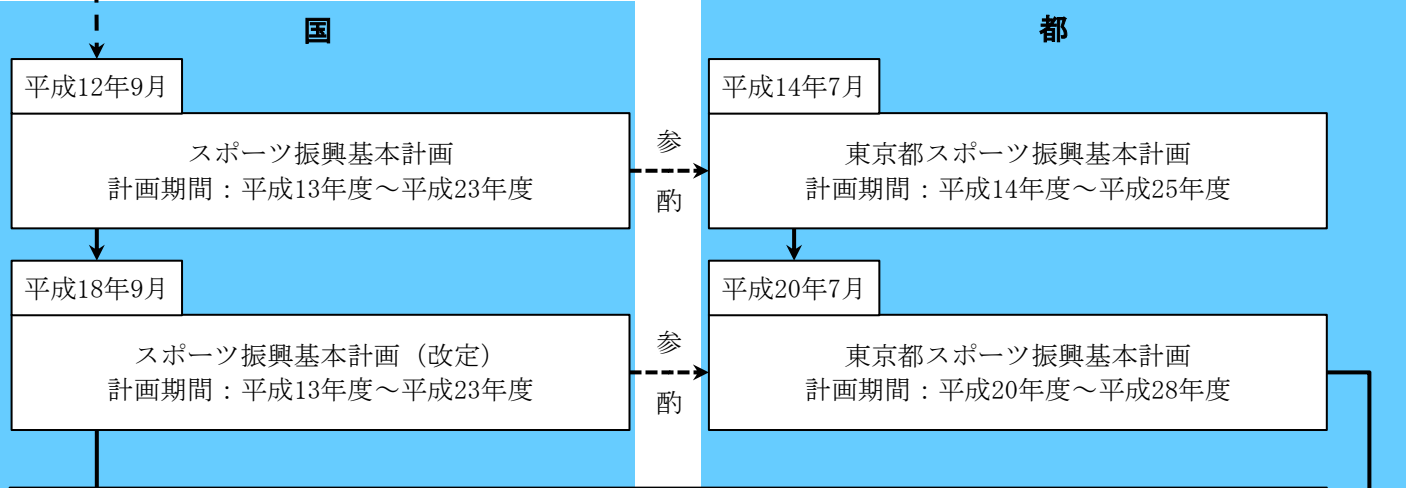 国
都
平成12年9月
スポーツ振興基本計画
計画期間：平成13年度～平成23年度
参
酌
平成14年7月
東京都スポーツ振興基本計画
計画期間：平成14年度～平成25年度
平成18年9月
スポーツ振興基本計画（改定）
計画期間：平成13年度～平成23年度
参
酌
平成20年7月
東京都スポーツ振興基本計画
計画期間：平成20年度～平成28年度